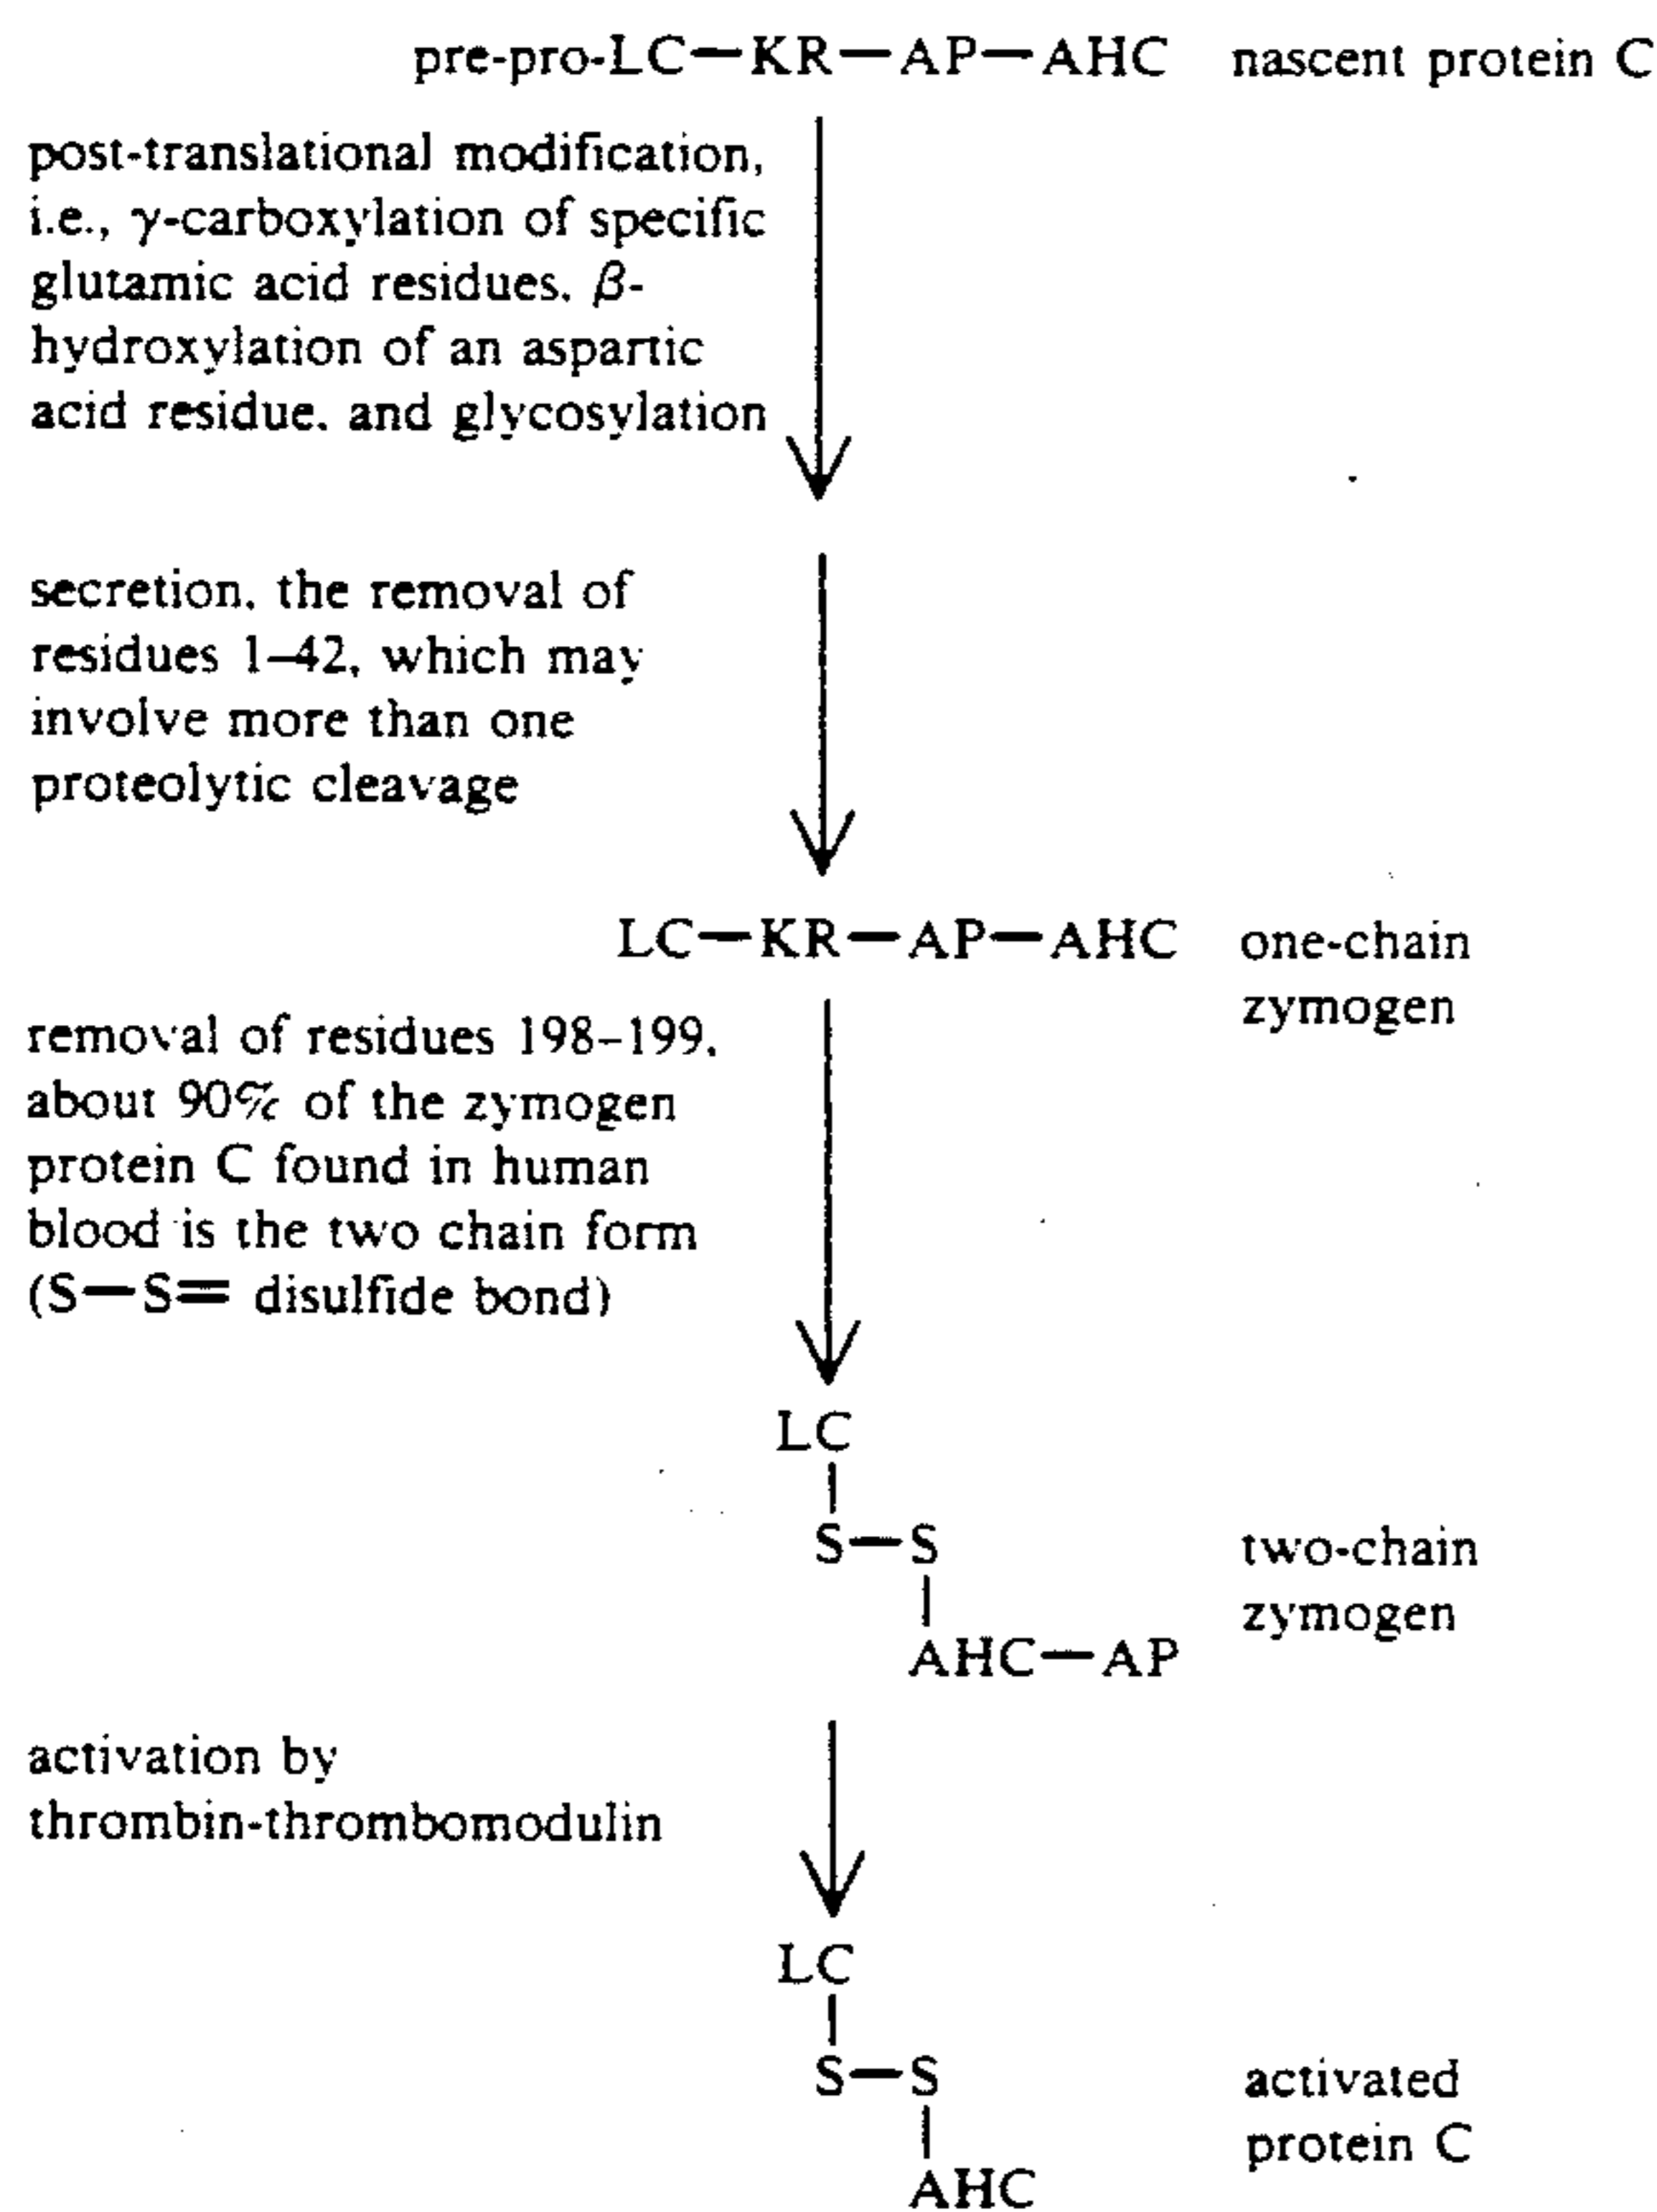 pre-pro-LC—KR—AP—AHC nascent protein C
post-translational modification,
i.e., γ-carboxylation of specific
glutamic acid residues, β-
hydroxylation of an aspartic
acid residue, and glycosylation
secretion, the removal of
residues 1–42, which may
involve more than one
proteolytic cleavage
LC—KR—AP—AHC one-chain
zymogen
removal of residues 198–199,
about 90% of the zymogen
protein C found in human
blood is the two chain form
(S—S= disulfide bond)
LC
S—S two-chain
zymogen
AHC—AP
activation by
thrombin-thrombomodulin
LC
S—S activated
protein C
AHC